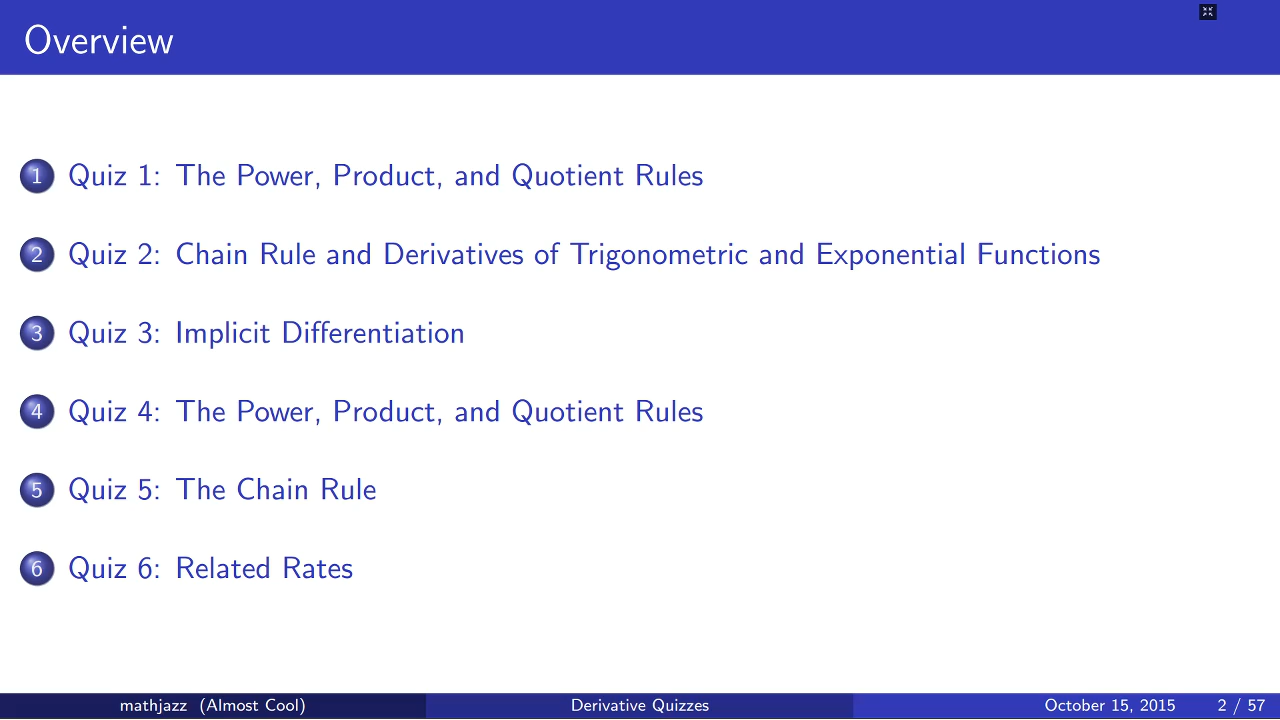 Overview
1 Quiz 1: The Power, Product, and Quotient Rules
2 Quiz 2: Chain Rule and Derivatives of Trigonometric and Exponential Functions
3 Quiz 3: Implicit Differentiation
4 Quiz 4: The Power, Product, and Quotient Rules
5 Quiz 5: The Chain Rule
6 Quiz 6: Related Rates
mathjazz (Almost Cool) Derivative Quizzes October 15, 2015 2 / 57